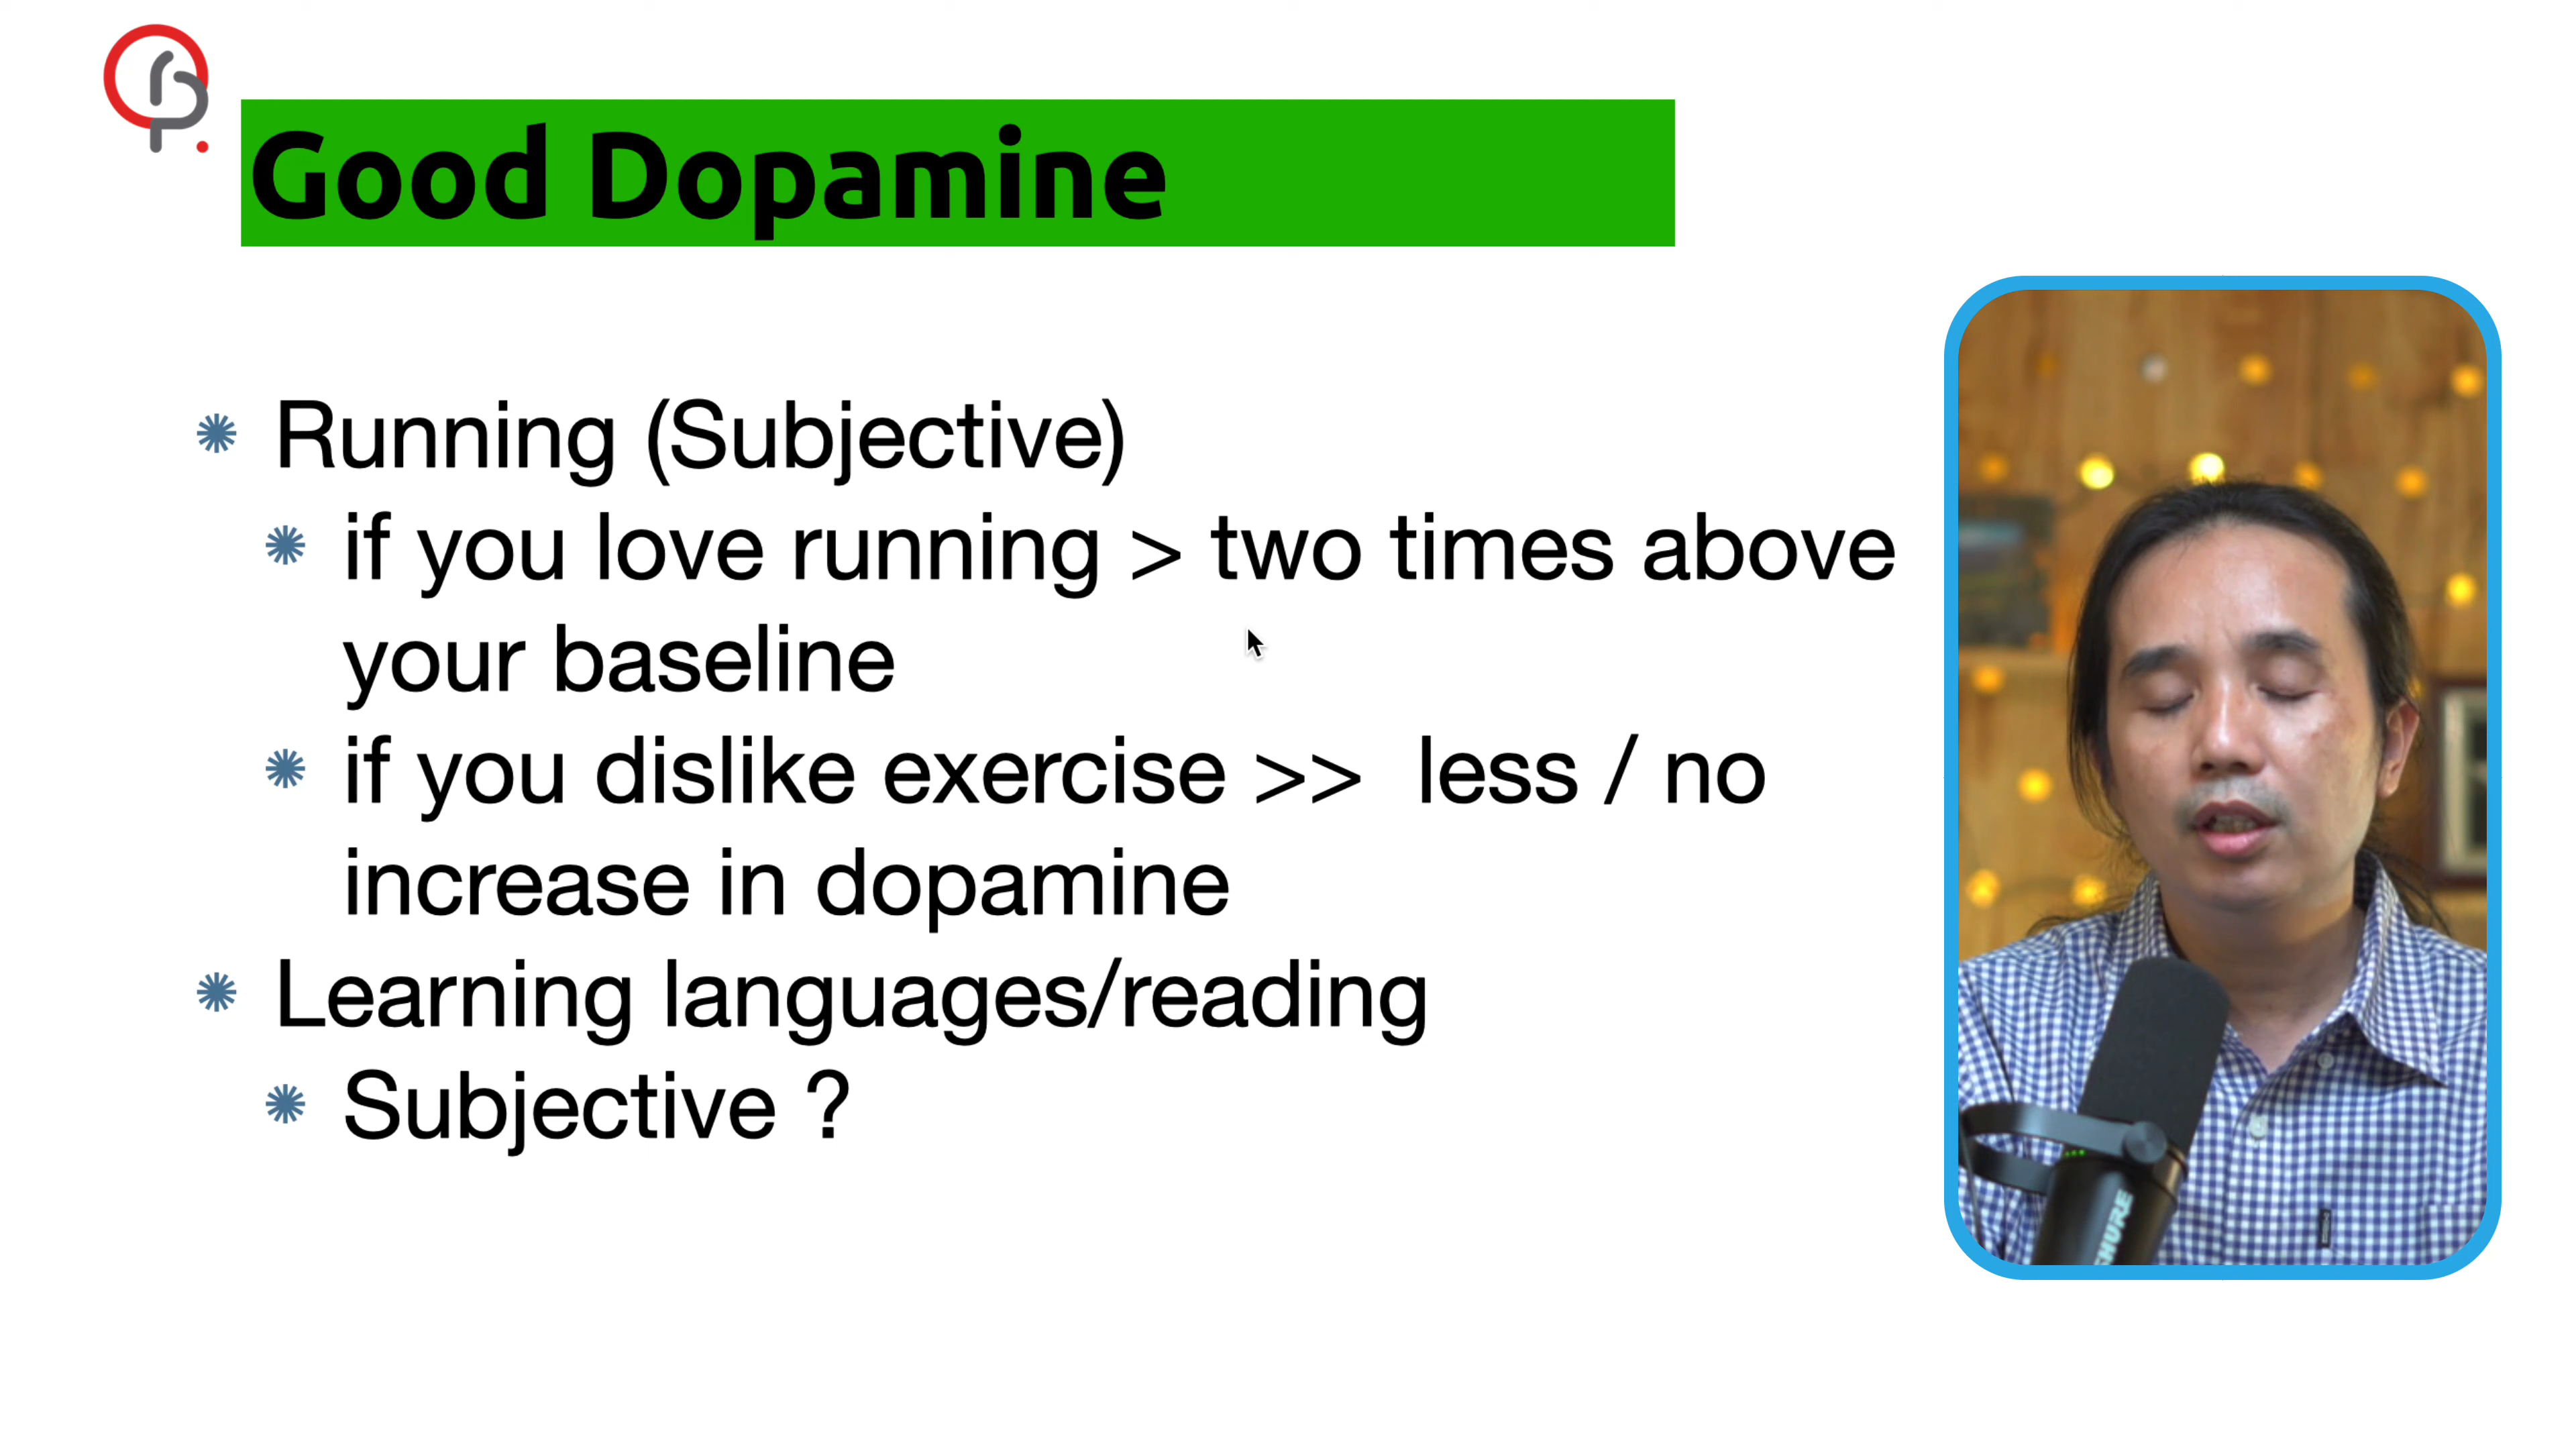 Good Dopamine
Running (Subjective)
if you love running > two times above
your baseline
if you dislike exercise >> less / no
increase in dopamine
Learning languages/reading
Subjective ?
SHURE